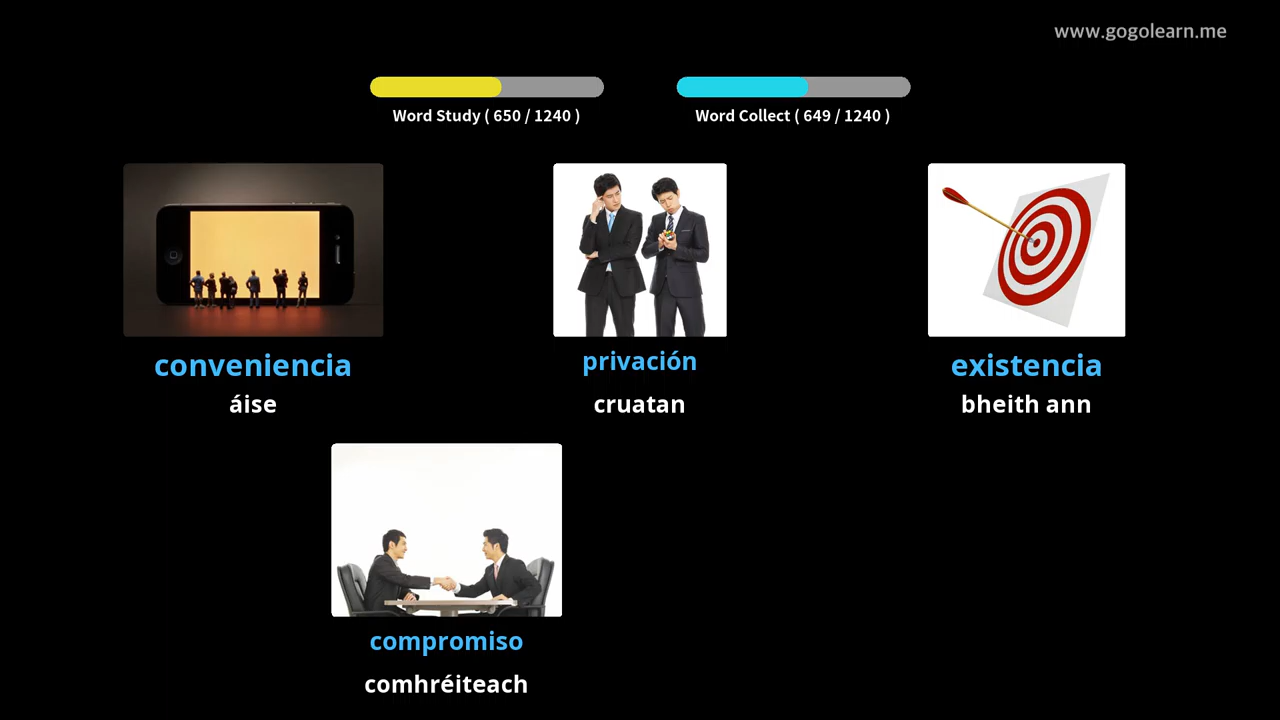 www.gogolearn.me
Word Study ( 650 / 1240 )
Word Collect ( 649 / 1240 )
conveniencia
áise
privación
cruatan
existencia
bheith ann
compromiso
comhréiteach